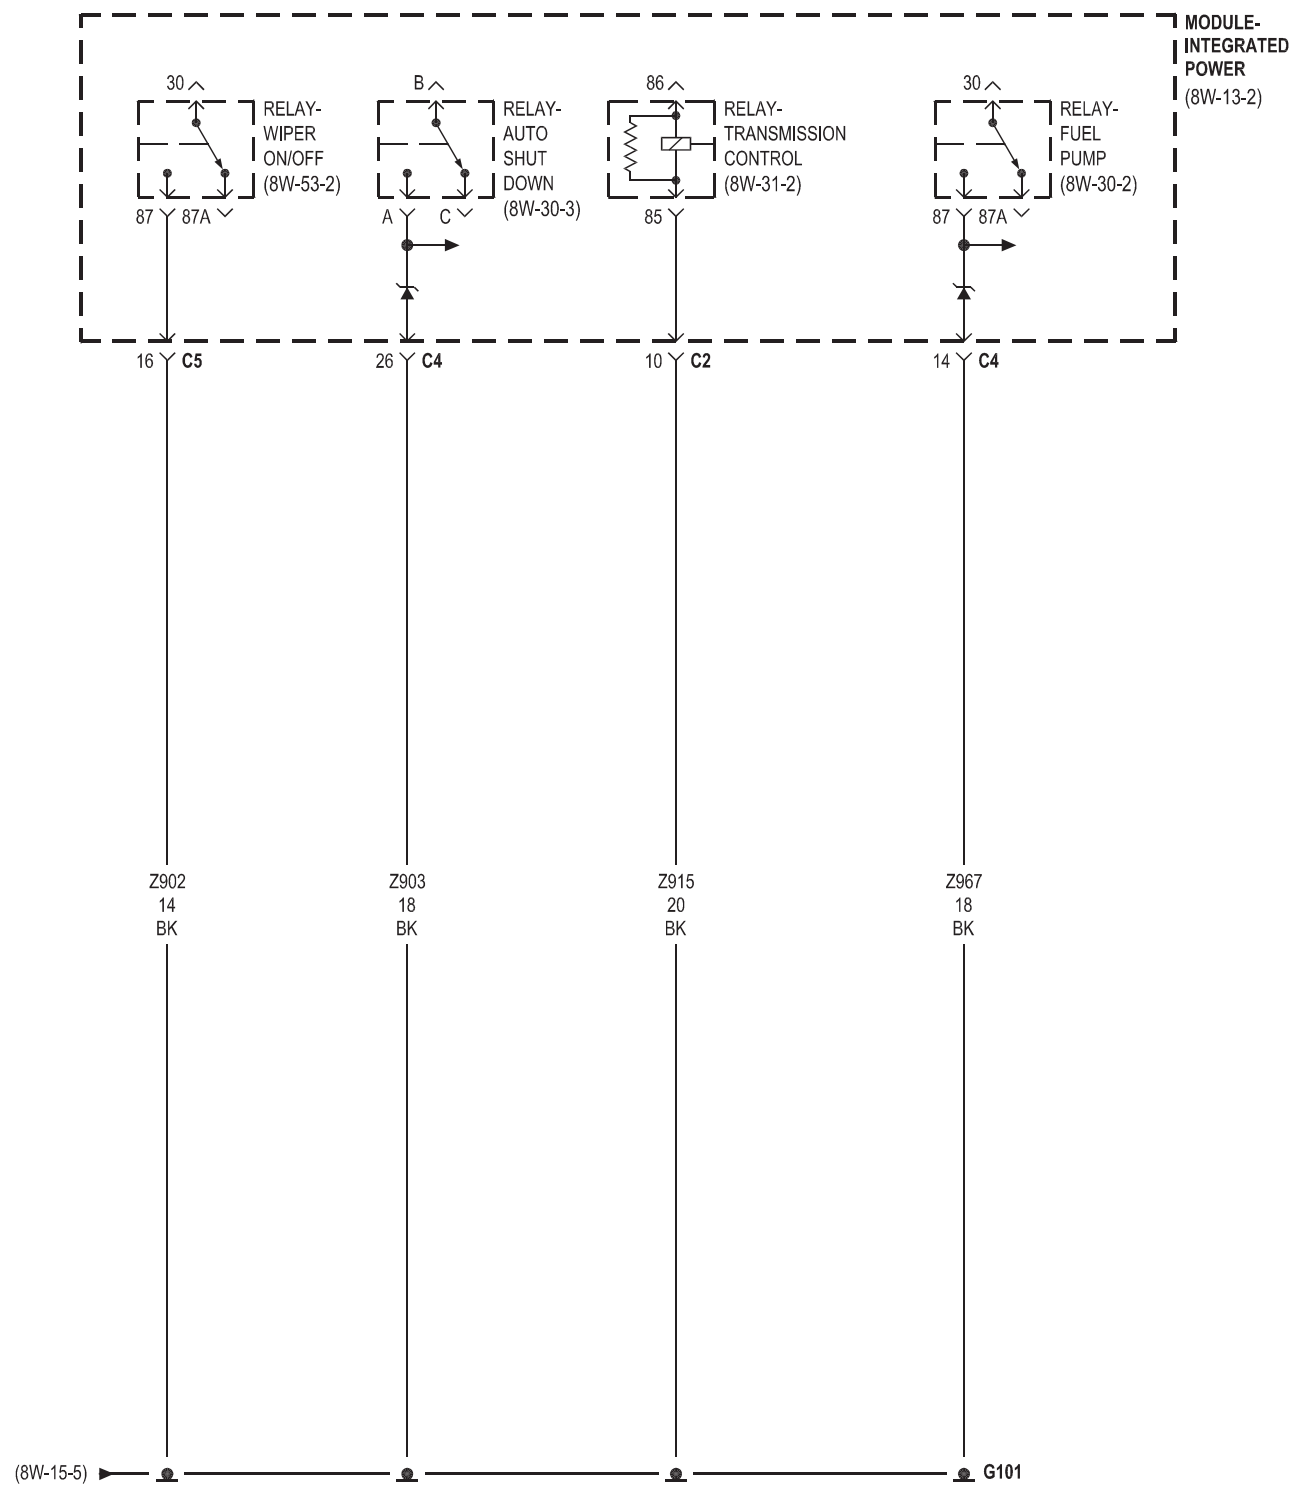 MODULE-
INTEGRATED
POWER
(8W-13-2)
30
RELAY-
WIPER
ON/OFF
(8W-53-2)
87
87A
B
RELAY-
AUTO
SHUT
DOWN
(8W-30-3)
A
C
86
RELAY-
TRANSMISSION
CONTROL
(8W-31-2)
85
30
RELAY-
FUEL
PUMP
(8W-30-2)
87
87A
16 C5
26 C4
10 C2
14 C4
Z902
14
BK
Z903
18
BK
Z915
20
BK
Z967
18
BK
(8W-15-5)
G101